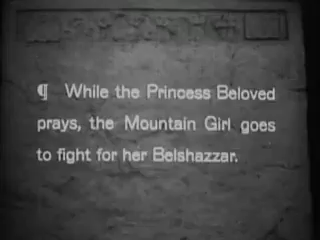 ¶ While the Princess Beloved
prays, the Mountain Girl goes
to fight for her Belshazzar.